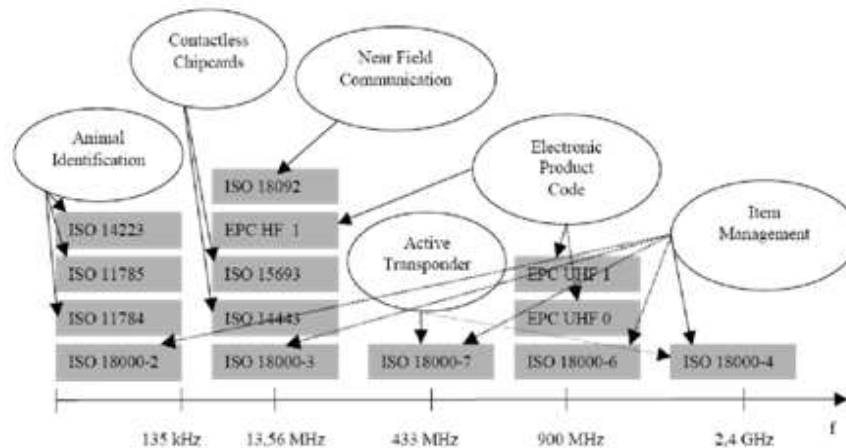 Contactless
Chipcards
Near Field
Communication
Animal
Identification
Electronic
Product
Code
Item
Management
Active
Transponder
ISO 18092
ISO 14223
EPC HF 1
ISO 11785
ISO 15693
EPC UHF 1
ISO 11784
ISO 14443
EPC UHF 0
ISO 18000-2
ISO 18000-3
ISO 18000-7
ISO 18000-6
ISO 18000-4
135 kHz
13,56 MHz
433 MHz
900 MHz
2,4 GHz
f